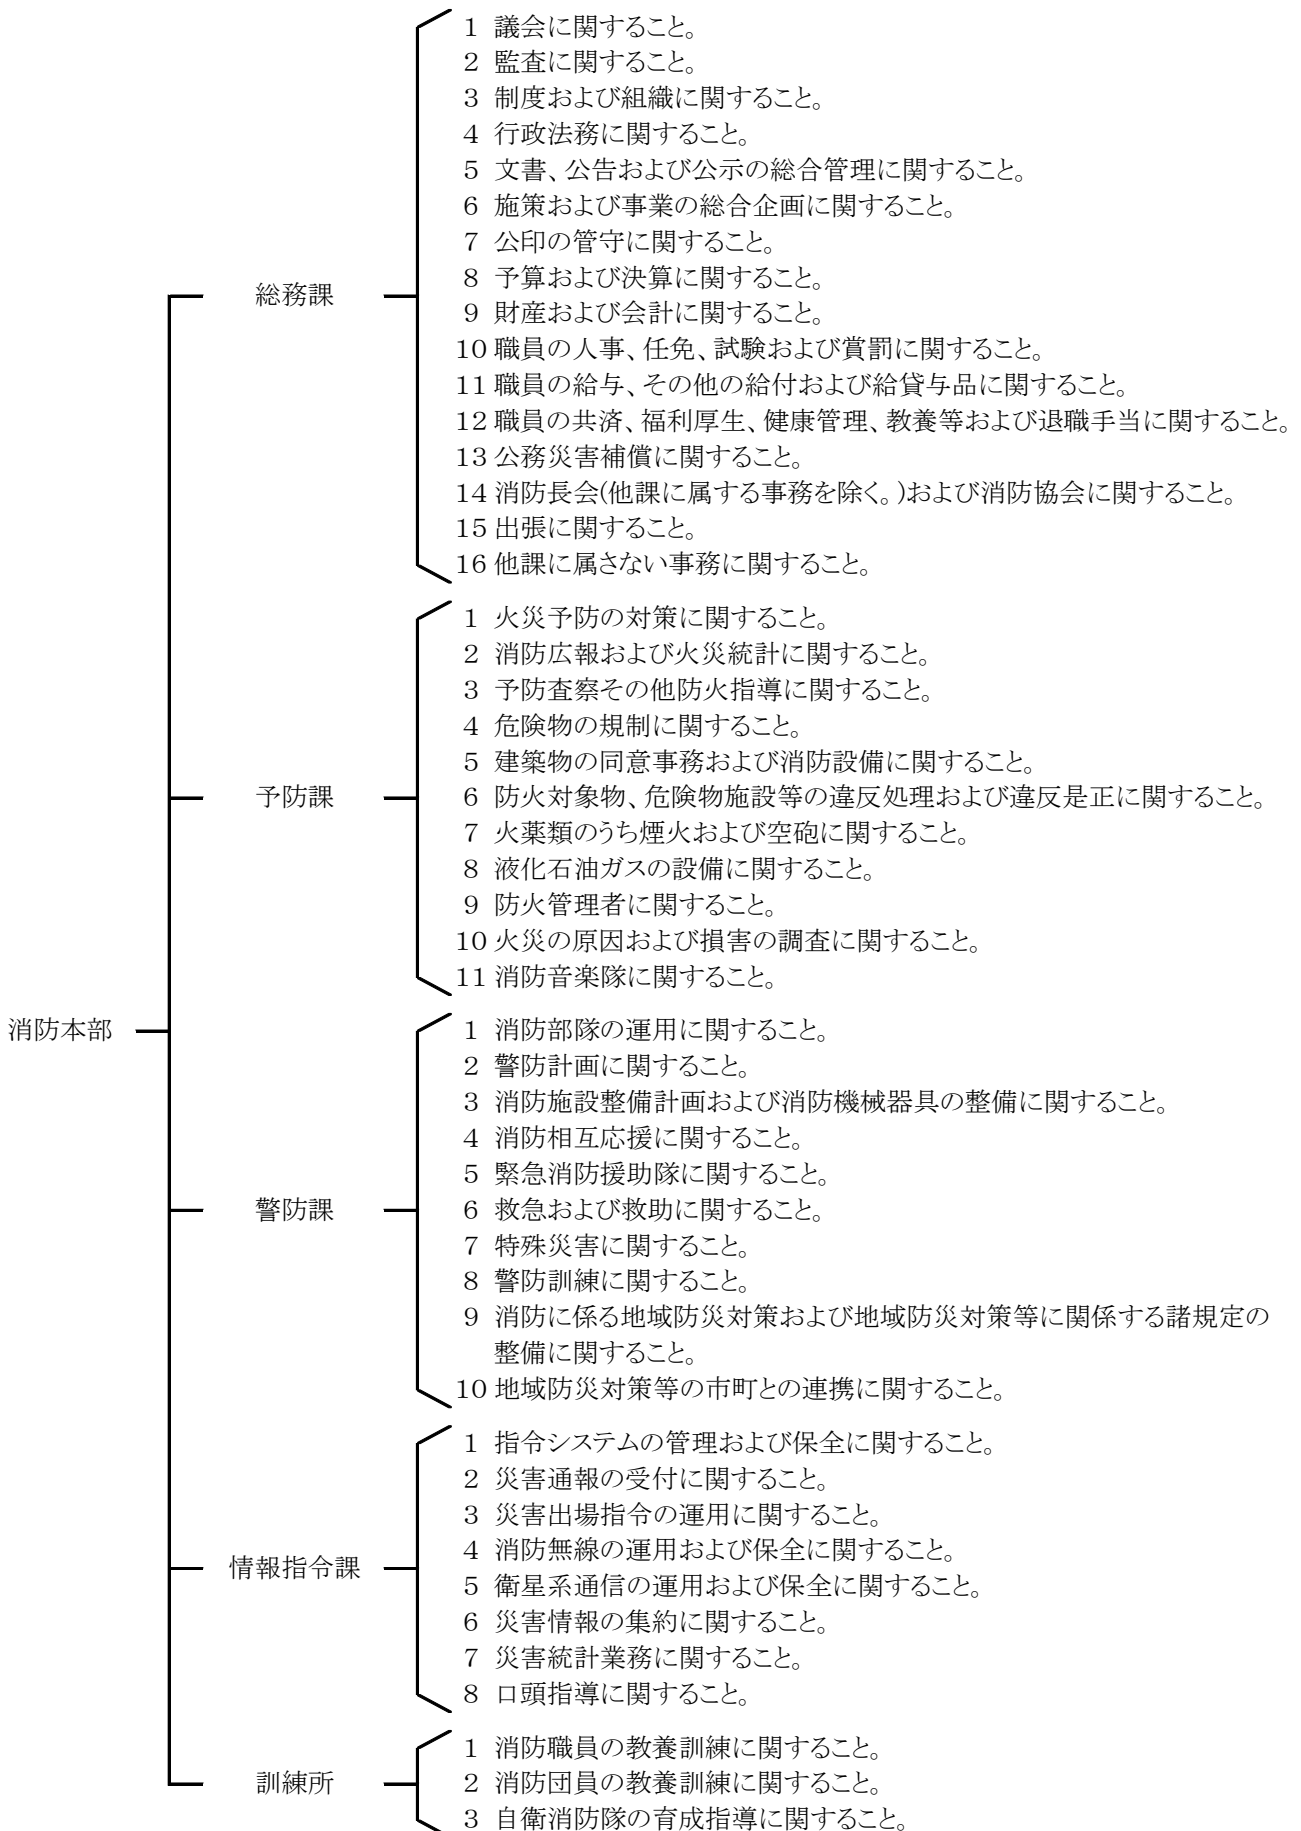 消防本部
総務課
1 議会に関すること。
2 監査に関すること。
3 制度および組織に関すること。
4 行政法務に関すること。
5 文書、公告および公示の総合管理に関すること。
6 施策および事業の総合企画に関すること。
7 公印の管守に関すること。
8 予算および決算に関すること。
9 財産および会計に関すること。
10 職員の人事、任免、試験および賞罰に関すること。
11 職員の給与、その他の給付および給貸与品に関すること。
12 職員の共済、福利厚生、健康管理、教養等および退職手当に関すること。
13 公務災害補償に関すること。
14 消防長会(他課に属する事務を除く。)および消防協会に関すること。
15 出張に関すること。
16 他課に属さない事務に関すること。
予防課
1 火災予防の対策に関すること。
2 消防広報および火災統計に関すること。
3 予防査察その他防火指導に関すること。
4 危険物の規制に関すること。
5 建築物の同意事務および消防設備に関すること。
6 防火対象物、危険物施設等の違反処理および違反是正に関すること。
7 火薬類のうち煙火および空砲に関すること。
8 液化石油ガスの設備に関すること。
9 防火管理者に関すること。
10 火災の原因および損害の調査に関すること。
11 消防音楽隊に関すること。
警防課
1 消防部隊の運用に関すること。
2 警防計画に関すること。
3 消防施設整備計画および消防機械器具の整備に関すること。
4 消防相互応援に関すること。
5 緊急消防援助隊に関すること。
6 救急および救助に関すること。
7 特殊災害に関すること。
8 警防訓練に関すること。
9 消防に係る地域防災対策および地域防災対策等に関係する諸規定の
整備に関すること。
10 地域防災対策等の市町との連携に関すること。
情報指令課
1 指令システムの管理および保全に関すること。
2 災害通報の受付に関すること。
3 災害出場指令の運用に関すること。
4 消防無線の運用および保全に関すること。
5 衛星系通信の運用および保全に関すること。
6 災害情報の集約に関すること。
7 災害統計業務に関すること。
8 口頭指導に関すること。
訓練所
1 消防職員の教養訓練に関すること。
2 消防団員の教養訓練に関すること。
3 自衛消防隊の育成指導に関すること。